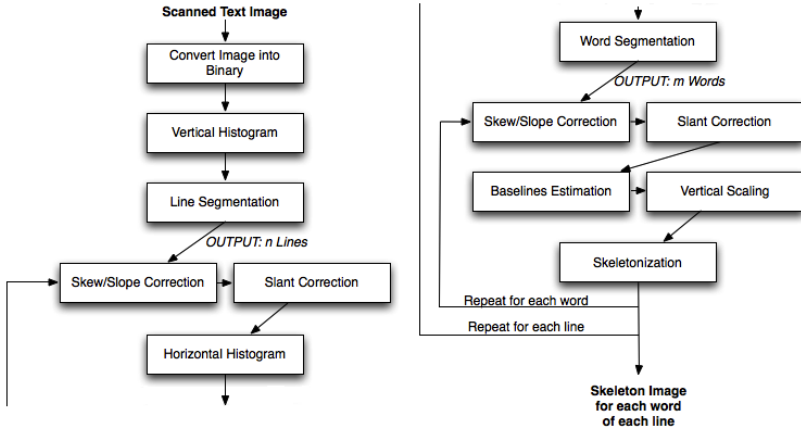 Scanned Text Image
Convert Image into
Binary
Vertical Histogram
Line Segmentation
OUTPUT: n Lines
Skew/Slope Correction
Slant Correction
Horizontal Histogram
Word Segmentation
OUTPUT: m Words
Skew/Slope Correction
Slant Correction
Baselines Estimation
Vertical Scaling
Skeletonization
Repeat for each word
Repeat for each line
Skeleton Image
for each word
of each line